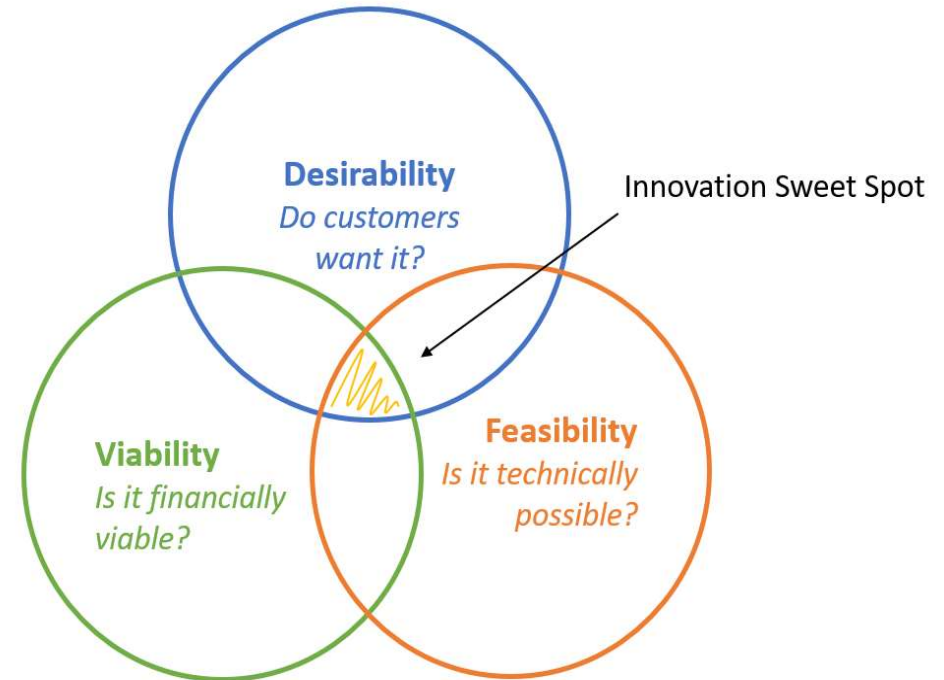 Desirability
Do customers
want it?
Innovation Sweet Spot
Viability
Is it financially
viable?
Feasibility
Is it technically
possible?